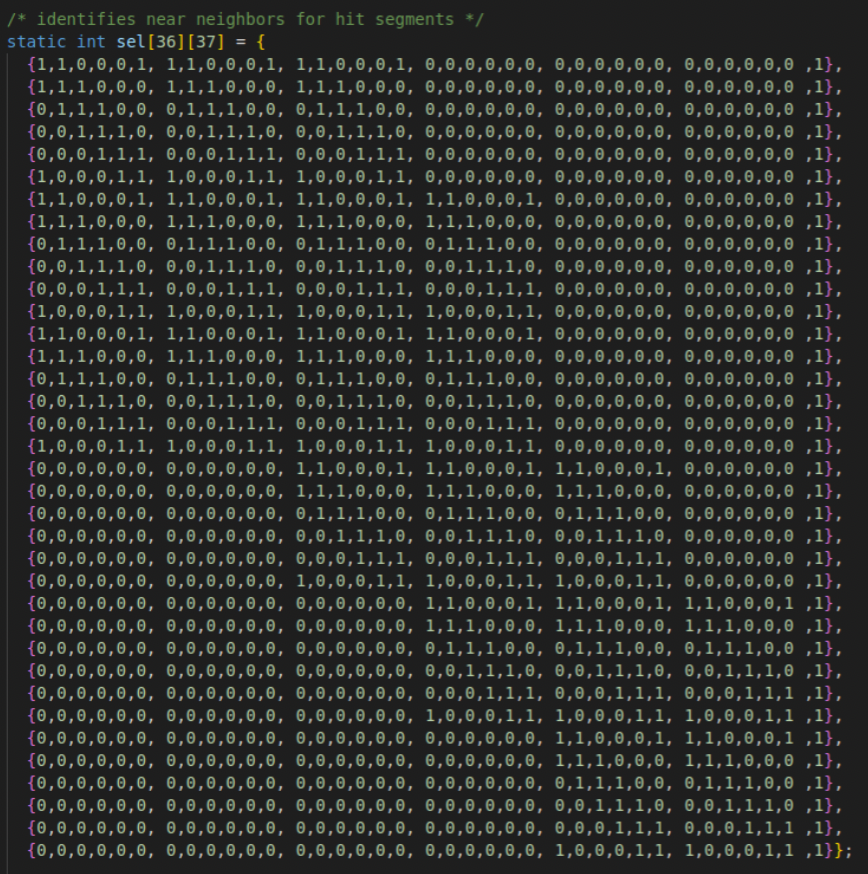 /* identifies near neighbors for hit segments */
static int sel[36][37] = {
{1,1,0,0,0,1, 1,1,0,0,0,1, 1,1,0,0,0,1, 0,0,0,0,0,0, 0,0,0,0,0,0, 0,0,0,0,0,0 ,1},
{1,1,1,0,0,0, 1,1,1,0,0,0, 1,1,1,0,0,0, 0,0,0,0,0,0, 0,0,0,0,0,0, 0,0,0,0,0,0 ,1},
{0,1,1,1,0,0, 0,1,1,1,0,0, 0,1,1,1,0,0, 0,0,0,0,0,0, 0,0,0,0,0,0, 0,0,0,0,0,0 ,1},
{0,0,1,1,1,0, 0,0,1,1,1,0, 0,0,1,1,1,0, 0,0,0,0,0,0, 0,0,0,0,0,0, 0,0,0,0,0,0 ,1},
{0,0,0,1,1,1, 0,0,0,1,1,1, 0,0,0,1,1,1, 0,0,0,0,0,0, 0,0,0,0,0,0, 0,0,0,0,0,0 ,1},
{1,0,0,0,1,1, 1,0,0,0,1,1, 1,0,0,0,1,1, 0,0,0,0,0,0, 0,0,0,0,0,0, 0,0,0,0,0,0 ,1},
{1,1,0,0,0,1, 1,1,0,0,0,1, 1,1,0,0,0,1, 1,1,0,0,0,1, 0,0,0,0,0,0, 0,0,0,0,0,0 ,1},
{1,1,1,0,0,0, 1,1,1,0,0,0, 1,1,1,0,0,0, 1,1,1,0,0,0, 0,0,0,0,0,0, 0,0,0,0,0,0 ,1},
{0,1,1,1,0,0, 0,1,1,1,0,0, 0,1,1,1,0,0, 0,1,1,1,0,0, 0,0,0,0,0,0, 0,0,0,0,0,0 ,1},
{0,0,1,1,1,0, 0,0,1,1,1,0, 0,0,1,1,1,0, 0,0,1,1,1,0, 0,0,0,0,0,0, 0,0,0,0,0,0 ,1},
{0,0,0,1,1,1, 0,0,0,1,1,1, 0,0,0,1,1,1, 0,0,0,1,1,1, 0,0,0,0,0,0, 0,0,0,0,0,0 ,1},
{1,0,0,0,1,1, 1,0,0,0,1,1, 1,0,0,0,1,1, 1,0,0,0,1,1, 0,0,0,0,0,0, 0,0,0,0,0,0 ,1},
{1,1,0,0,0,1, 1,1,0,0,0,1, 1,1,0,0,0,1, 1,1,0,0,0,1, 0,0,0,0,0,0, 0,0,0,0,0,0 ,1},
{1,1,1,0,0,0, 1,1,1,0,0,0, 1,1,1,0,0,0, 1,1,1,0,0,0, 0,0,0,0,0,0, 0,0,0,0,0,0 ,1},
{0,1,1,1,0,0, 0,1,1,1,0,0, 0,1,1,1,0,0, 0,1,1,1,0,0, 0,0,0,0,0,0, 0,0,0,0,0,0 ,1},
{0,0,1,1,1,0, 0,0,1,1,1,0, 0,0,1,1,1,0, 0,0,1,1,1,0, 0,0,0,0,0,0, 0,0,0,0,0,0 ,1},
{0,0,0,1,1,1, 0,0,0,1,1,1, 0,0,0,1,1,1, 0,0,0,1,1,1, 0,0,0,0,0,0, 0,0,0,0,0,0 ,1},
{1,0,0,0,1,1, 1,0,0,0,1,1, 1,0,0,0,1,1, 1,0,0,0,1,1, 0,0,0,0,0,0, 0,0,0,0,0,0 ,1},
{0,0,0,0,0,0, 0,0,0,0,0,0, 1,1,0,0,0,1, 1,1,0,0,0,1, 1,1,0,0,0,1, 0,0,0,0,0,0 ,1},
{0,0,0,0,0,0, 0,0,0,0,0,0, 1,1,1,0,0,0, 1,1,1,0,0,0, 1,1,1,0,0,0, 0,0,0,0,0,0 ,1},
{0,0,0,0,0,0, 0,0,0,0,0,0, 0,1,1,1,0,0, 0,1,1,1,0,0, 0,1,1,1,0,0, 0,0,0,0,0,0 ,1},
{0,0,0,0,0,0, 0,0,0,0,0,0, 0,0,1,1,1,0, 0,0,1,1,1,0, 0,0,1,1,1,0, 0,0,0,0,0,0 ,1},
{0,0,0,0,0,0, 0,0,0,0,0,0, 0,0,0,1,1,1, 0,0,0,1,1,1, 0,0,0,1,1,1, 0,0,0,0,0,0 ,1},
{0,0,0,0,0,0, 0,0,0,0,0,0, 1,0,0,0,1,1, 1,0,0,0,1,1, 1,0,0,0,1,1, 0,0,0,0,0,0 ,1},
{0,0,0,0,0,0, 0,0,0,0,0,0, 0,0,0,0,0,0, 1,1,0,0,0,1, 1,1,0,0,0,1, 1,1,0,0,0,1 ,1},
{0,0,0,0,0,0, 0,0,0,0,0,0, 0,0,0,0,0,0, 1,1,1,0,0,0, 1,1,1,0,0,0, 1,1,1,0,0,0 ,1},
{0,0,0,0,0,0, 0,0,0,0,0,0, 0,0,0,0,0,0, 0,1,1,1,0,0, 0,1,1,1,0,0, 0,1,1,1,0,0 ,1},
{0,0,0,0,0,0, 0,0,0,0,0,0, 0,0,0,0,0,0, 0,0,1,1,1,0, 0,0,1,1,1,0, 0,0,1,1,1,0 ,1},
{0,0,0,0,0,0, 0,0,0,0,0,0, 0,0,0,0,0,0, 0,0,0,1,1,1, 0,0,0,1,1,1, 0,0,0,1,1,1 ,1},
{0,0,0,0,0,0, 0,0,0,0,0,0, 0,0,0,0,0,0, 1,0,0,0,1,1, 1,0,0,0,1,1, 1,0,0,0,1,1 ,1},
{0,0,0,0,0,0, 0,0,0,0,0,0, 0,0,0,0,0,0, 0,0,0,0,0,0, 1,1,0,0,0,1, 1,1,0,0,0,1 ,1},
{0,0,0,0,0,0, 0,0,0,0,0,0, 0,0,0,0,0,0, 0,0,0,0,0,0, 1,1,1,0,0,0, 1,1,1,0,0,0 ,1},
{0,0,0,0,0,0, 0,0,0,0,0,0, 0,0,0,0,0,0, 0,0,0,0,0,0, 0,1,1,1,0,0, 0,1,1,1,0,0 ,1},
{0,0,0,0,0,0, 0,0,0,0,0,0, 0,0,0,0,0,0, 0,0,0,0,0,0, 0,0,1,1,1,0, 0,0,1,1,1,0 ,1},
{0,0,0,0,0,0, 0,0,0,0,0,0, 0,0,0,0,0,0, 0,0,0,0,0,0, 0,0,0,1,1,1, 0,0,0,1,1,1 ,1},
{0,0,0,0,0,0, 0,0,0,0,0,0, 0,0,0,0,0,0, 0,0,0,0,0,0, 1,0,0,0,1,1, 1,0,0,0,1,1 ,1}};